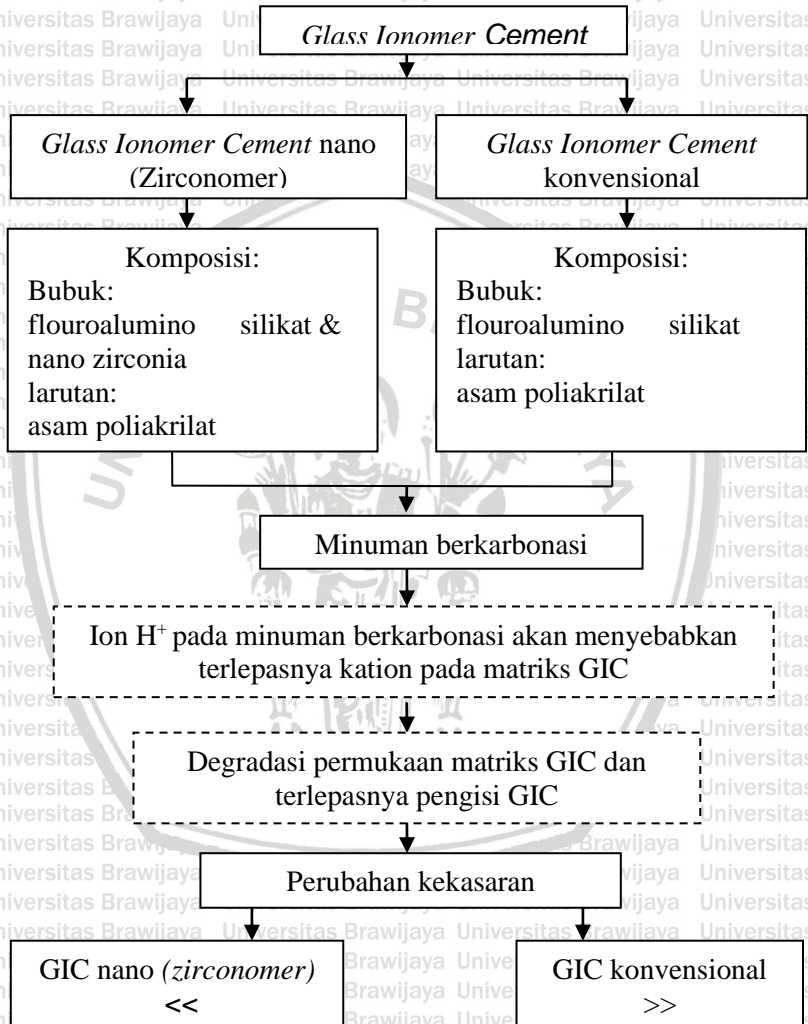 Glass Ionomer Cement
Glass Ionomer Cement nano
(Zirconomer)
Glass Ionomer Cement
konvensional
Komposisi:
Bubuk:
flouroalumino silikat &
nano zirconia
larutan:
asam poliakrilat
Komposisi:
Bubuk:
flouroalumino silikat
larutan:
asam poliakrilat
Minuman berkarbonasi
Ion H⁺ pada minuman berkarbonasi akan menyebabkan
terlepasnya kation pada matriks GIC
Degradasi permukaan matriks GIC dan
terlepasnya pengisi GIC
Perubahan kekasaran
GIC nano (zirconomer)
<<
GIC konvensional
>>